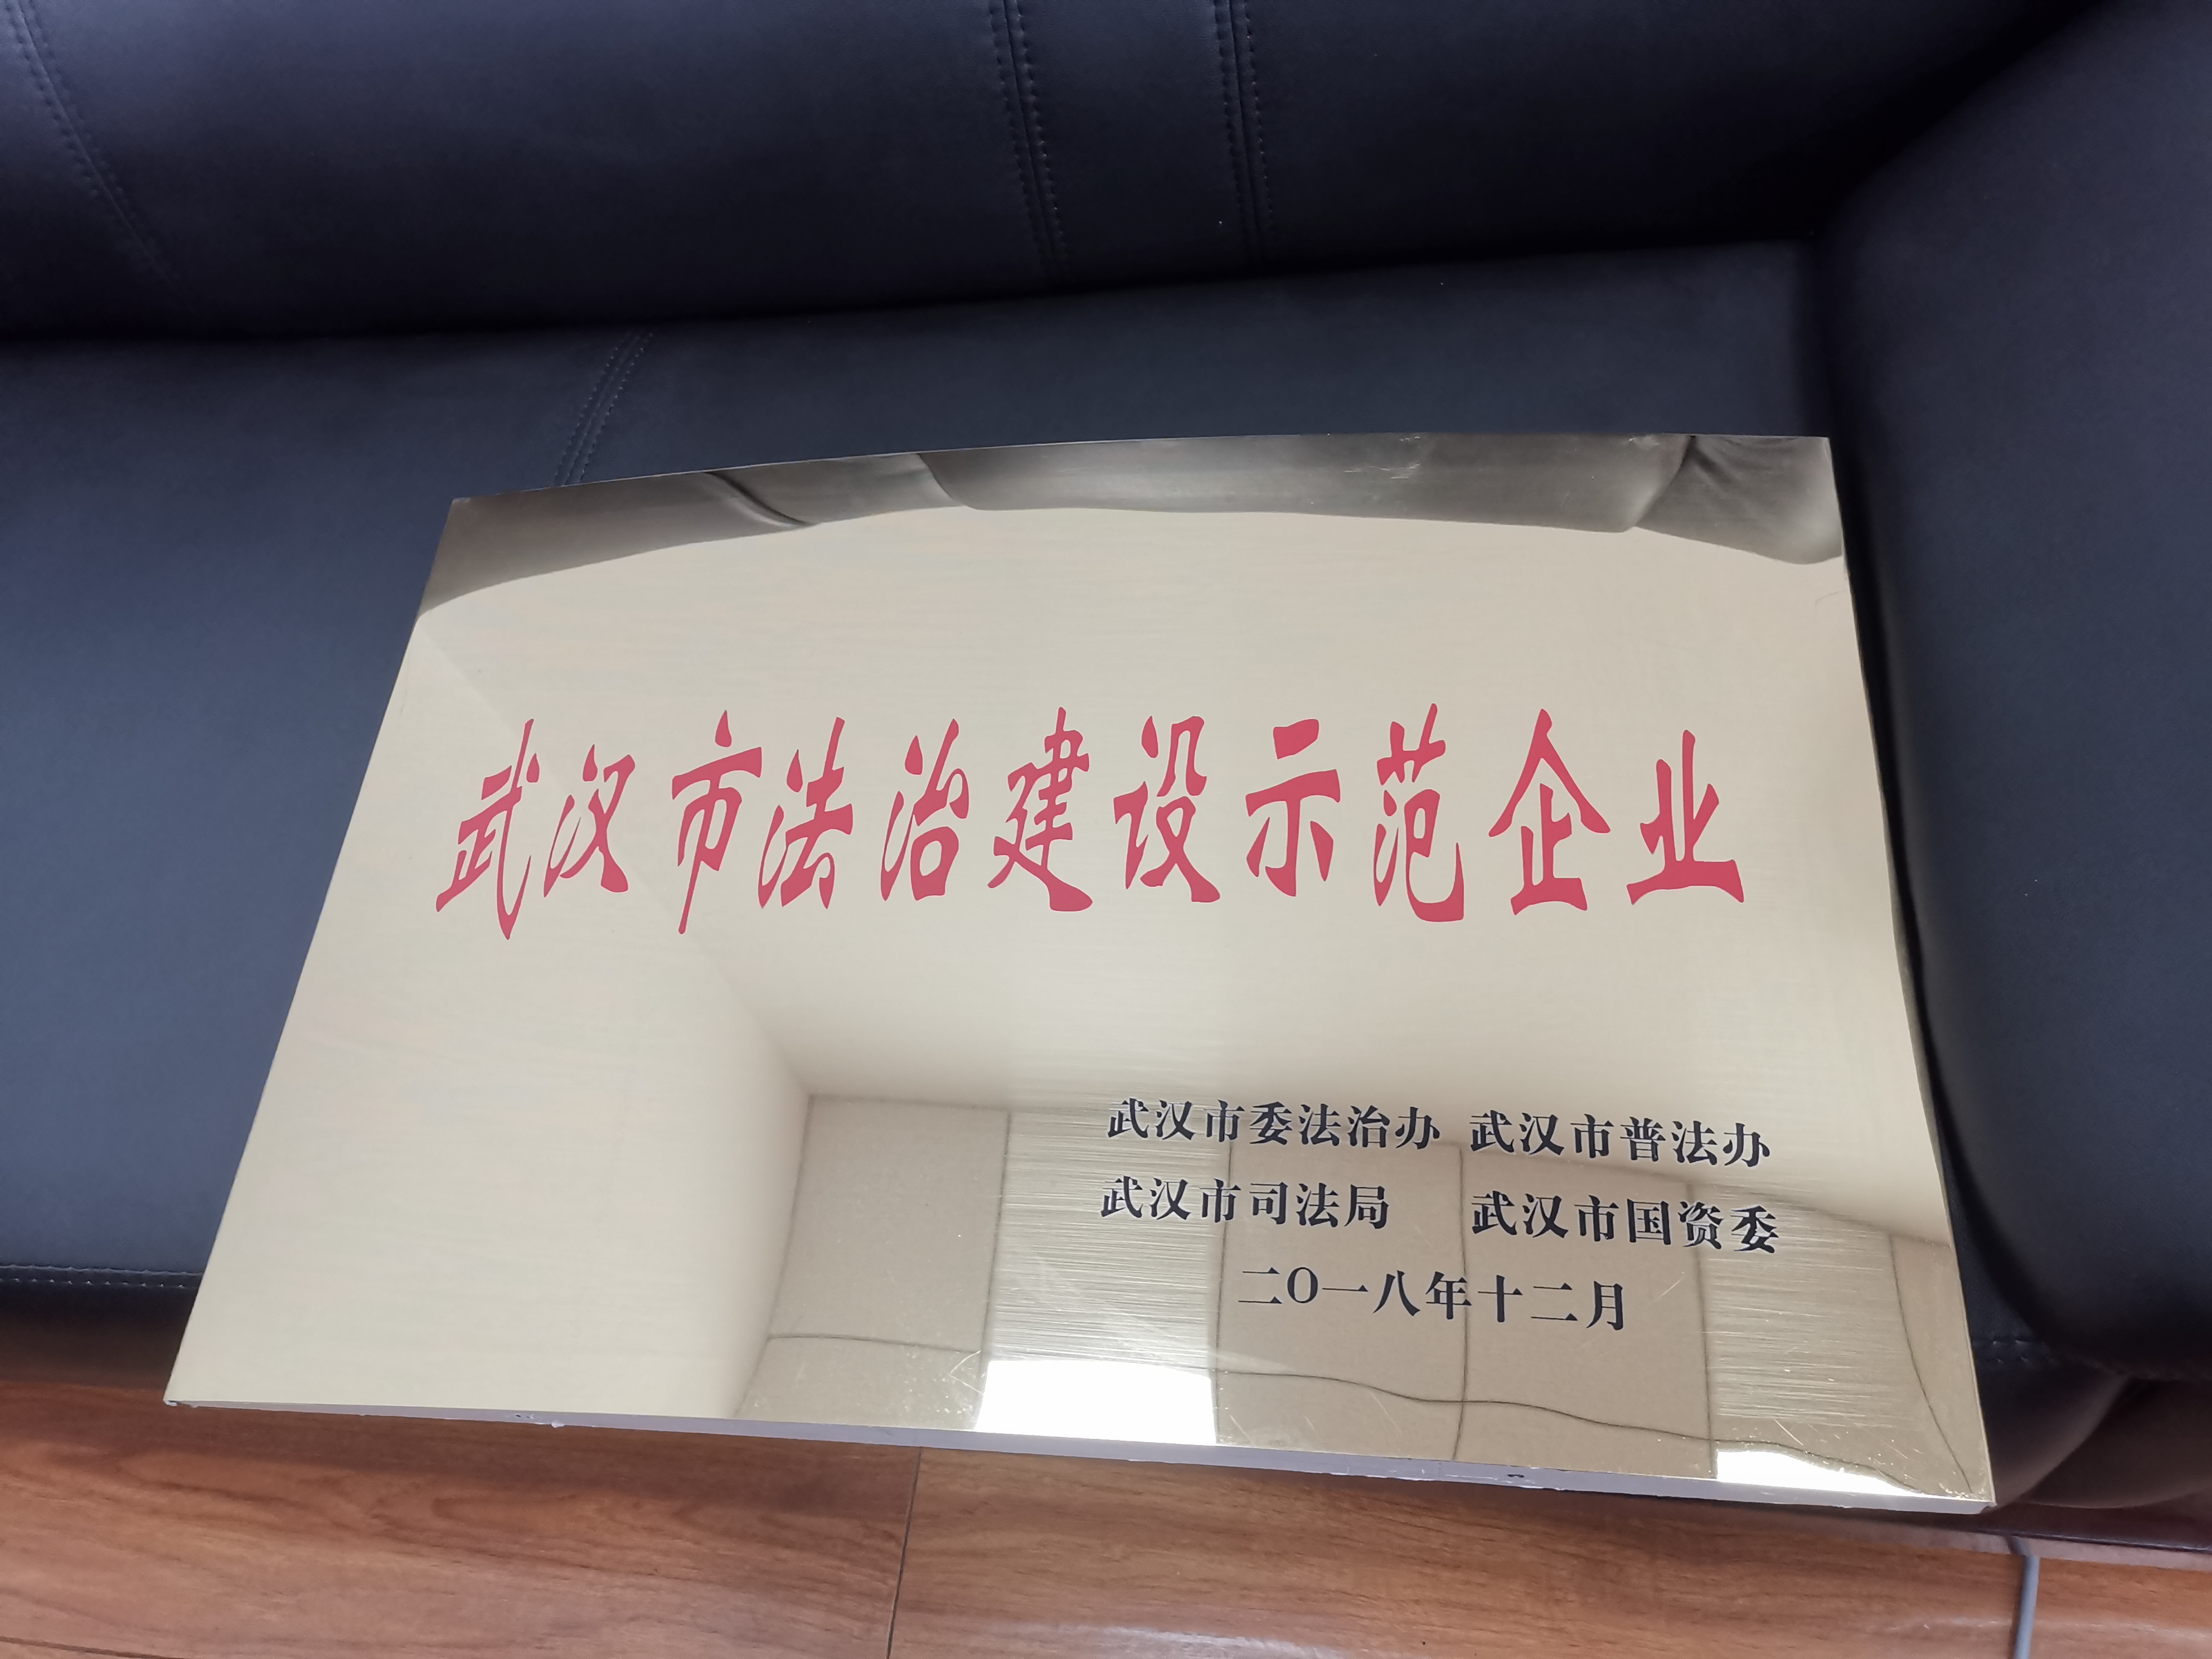 武汉市法治建设示范企业
武汉市委法治办 武汉市普法办
武汉市司法局 武汉市国资委
二O一八年十二月